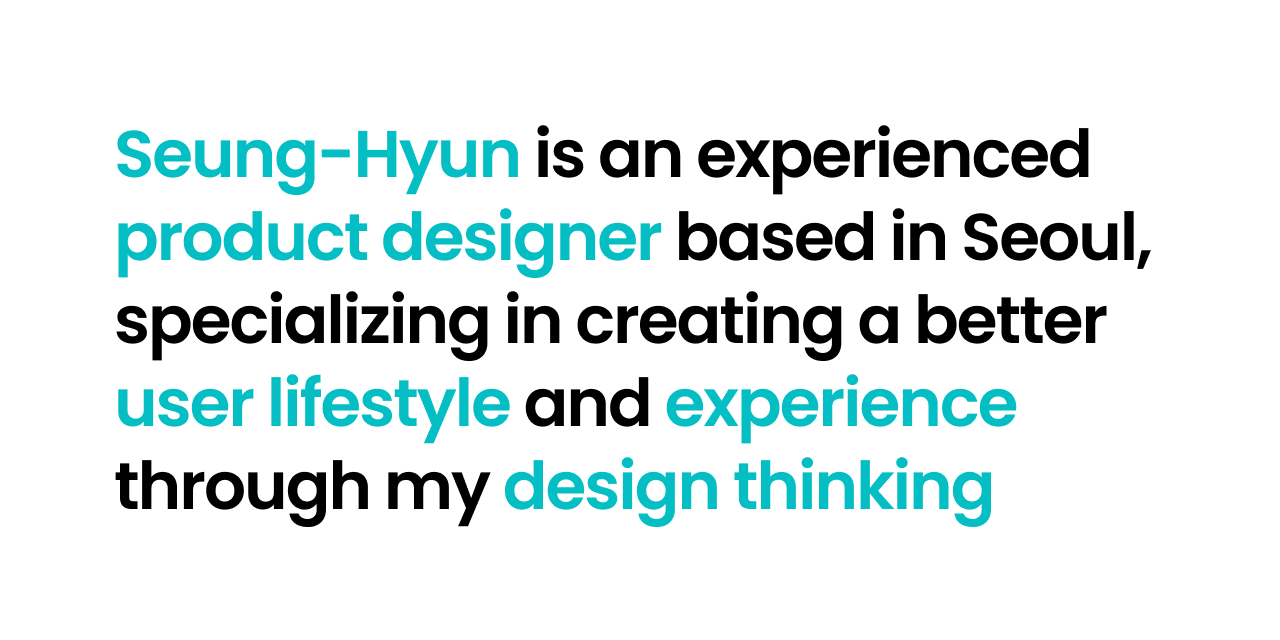 Seung-Hyun is an experienced
product designer based in Seoul,
specializing in creating a better
user lifestyle and experience
through my design thinking